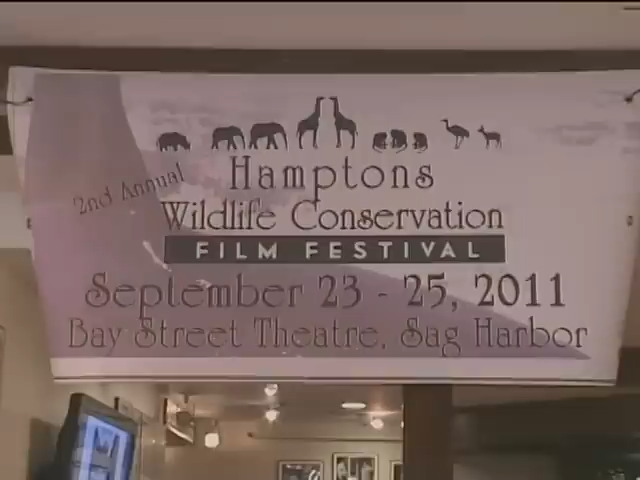 2nd Annual
Hamptons
Wildlife Conservation
FILM FESTIVAL
September 23 - 25, 2011
Bay Street Theatre, Sag Harbor